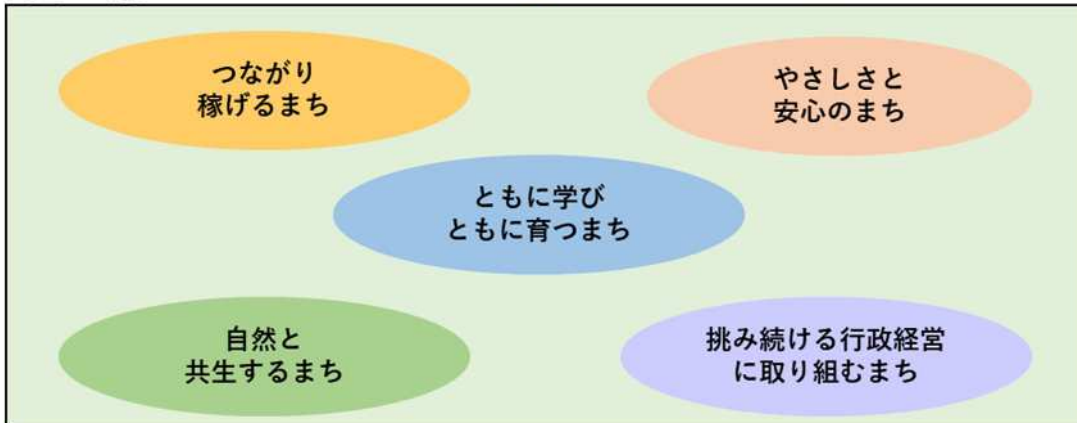 つながり
稼げるまち
やさしさと
安心のまち
ともに学び
ともに育つまち
自然と
共生するまち
挑み続ける行政経営
に取り組むまち